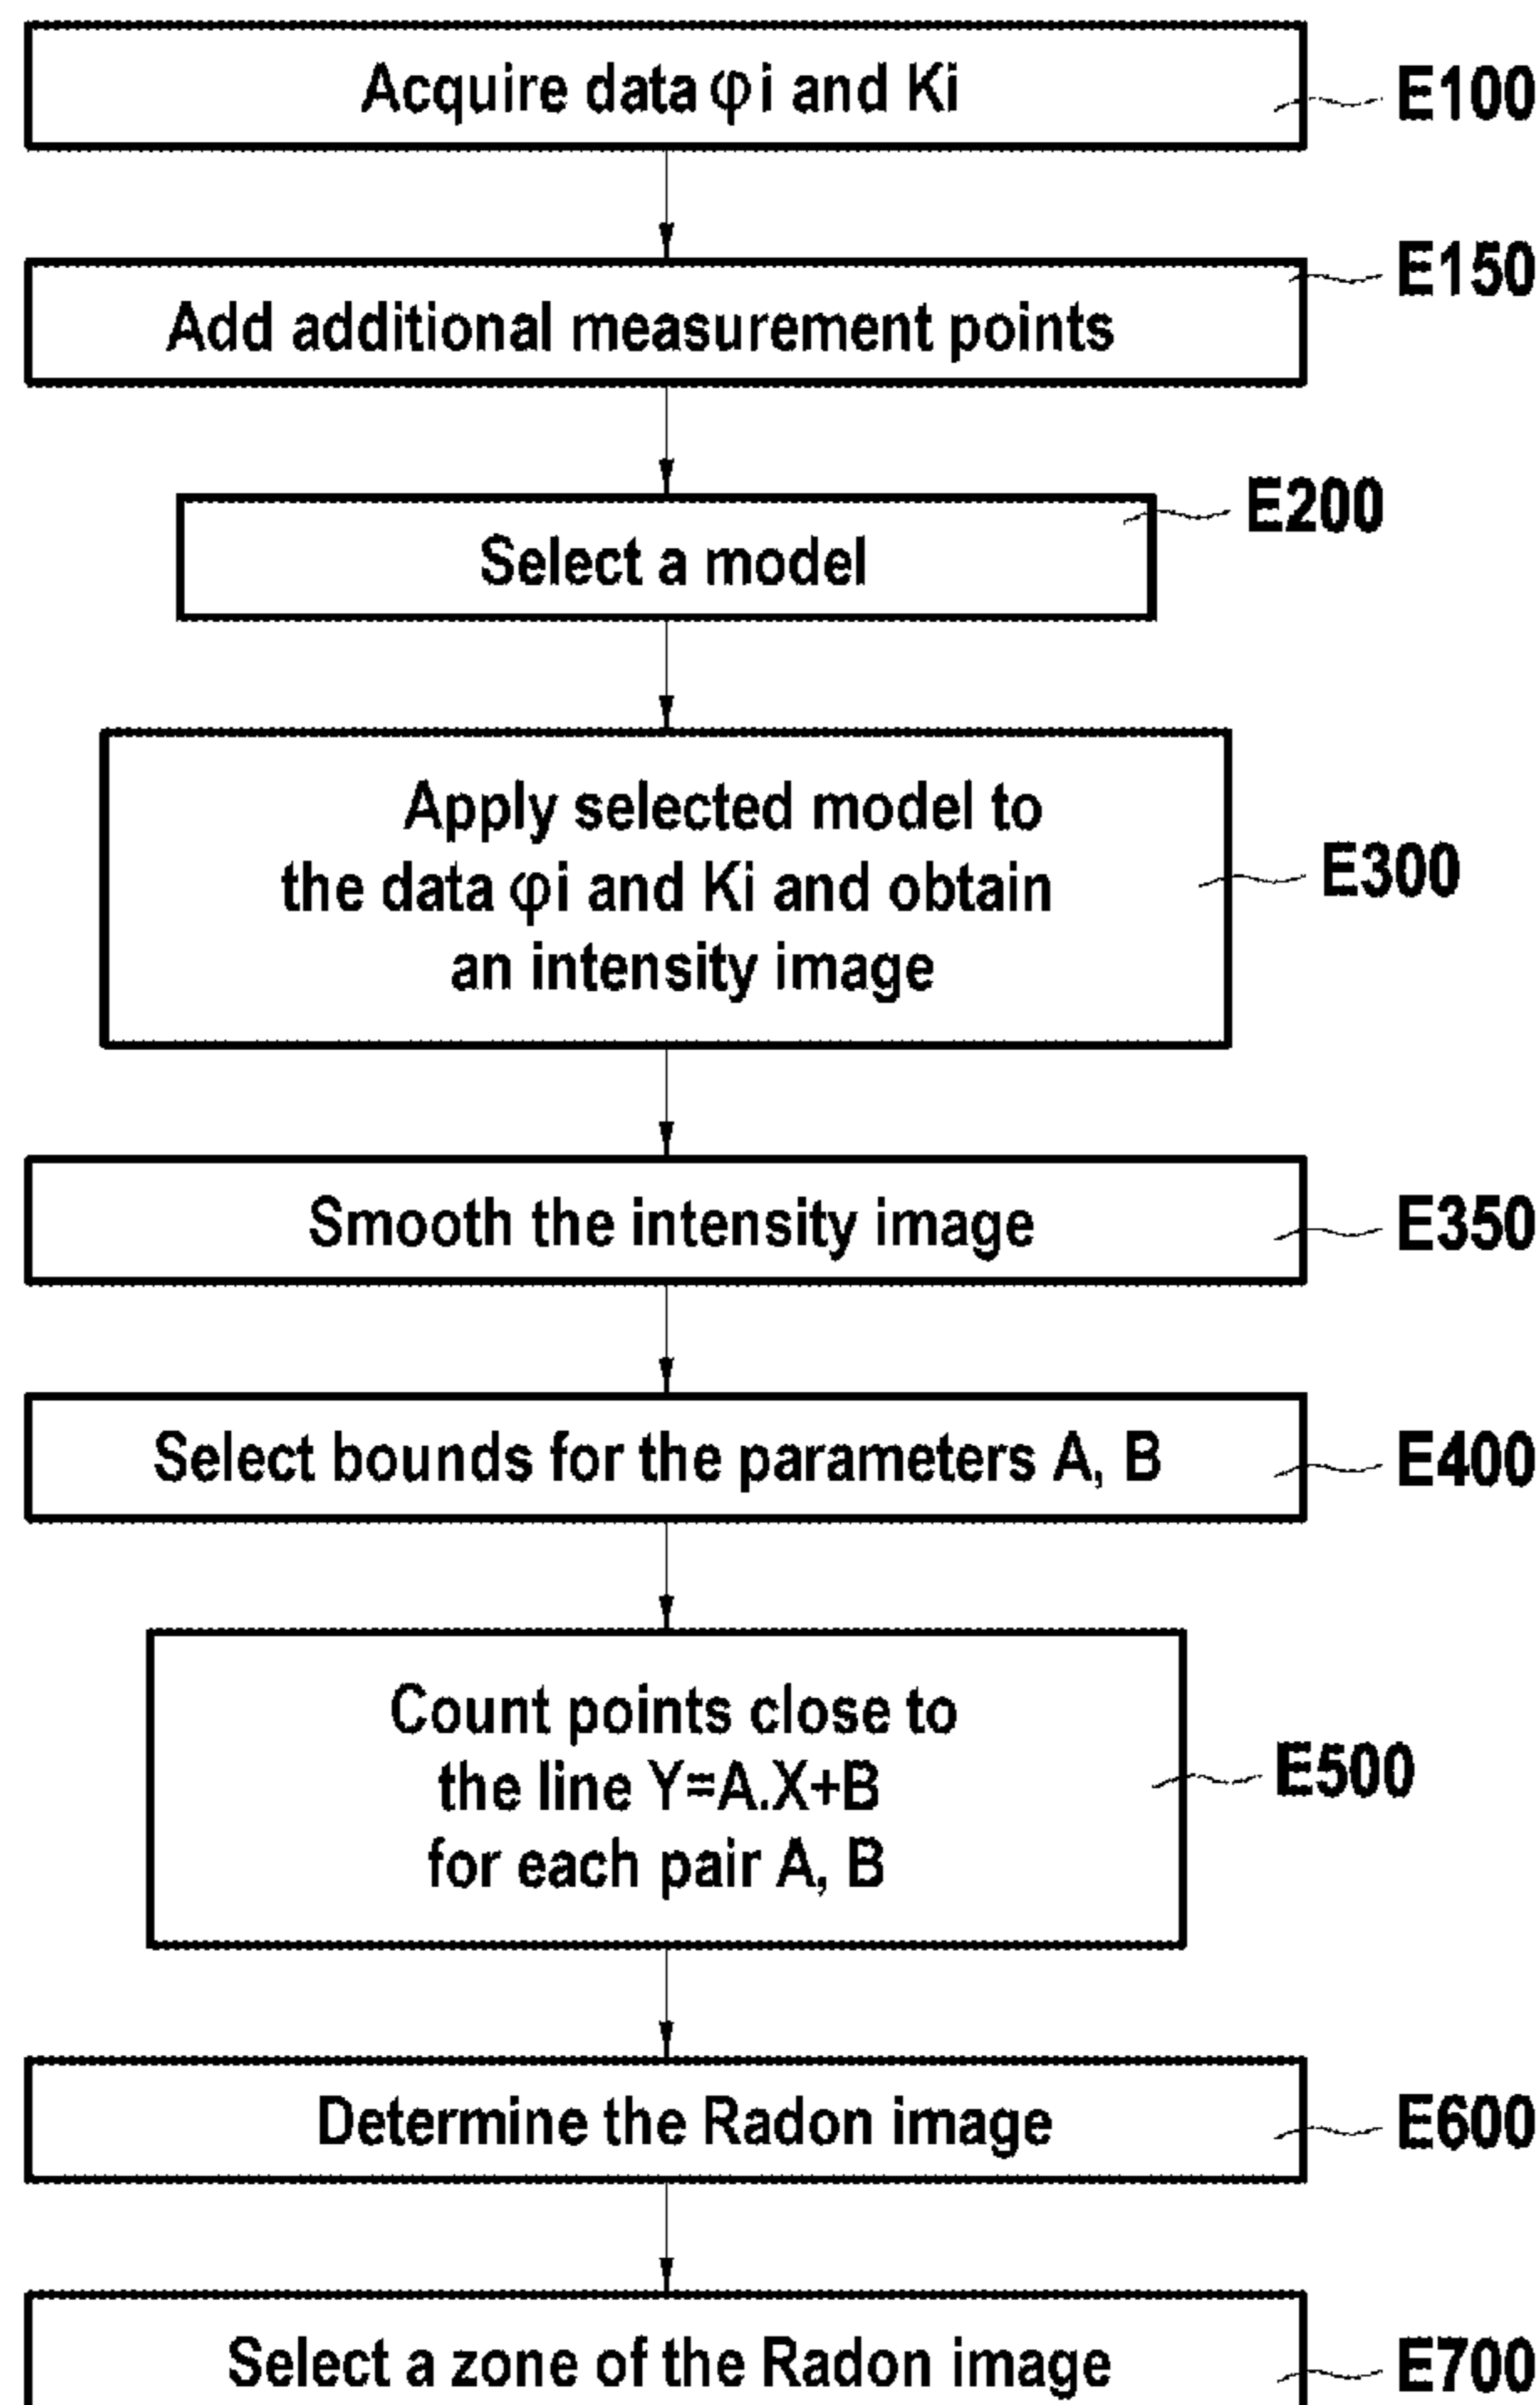 Acquire data φi and Ki
E100
Add additional measurement points
E150
Select a model
E200
Apply selected model to
the data φi and Ki and obtain
an intensity image
E300
Smooth the intensity image
E350
Select bounds for the parameters A, B
E400
Count points close to
the line Y=A.X+B
for each pair A, B
E500
Determine the Radon image
E600
Select a zone of the Radon image
E700